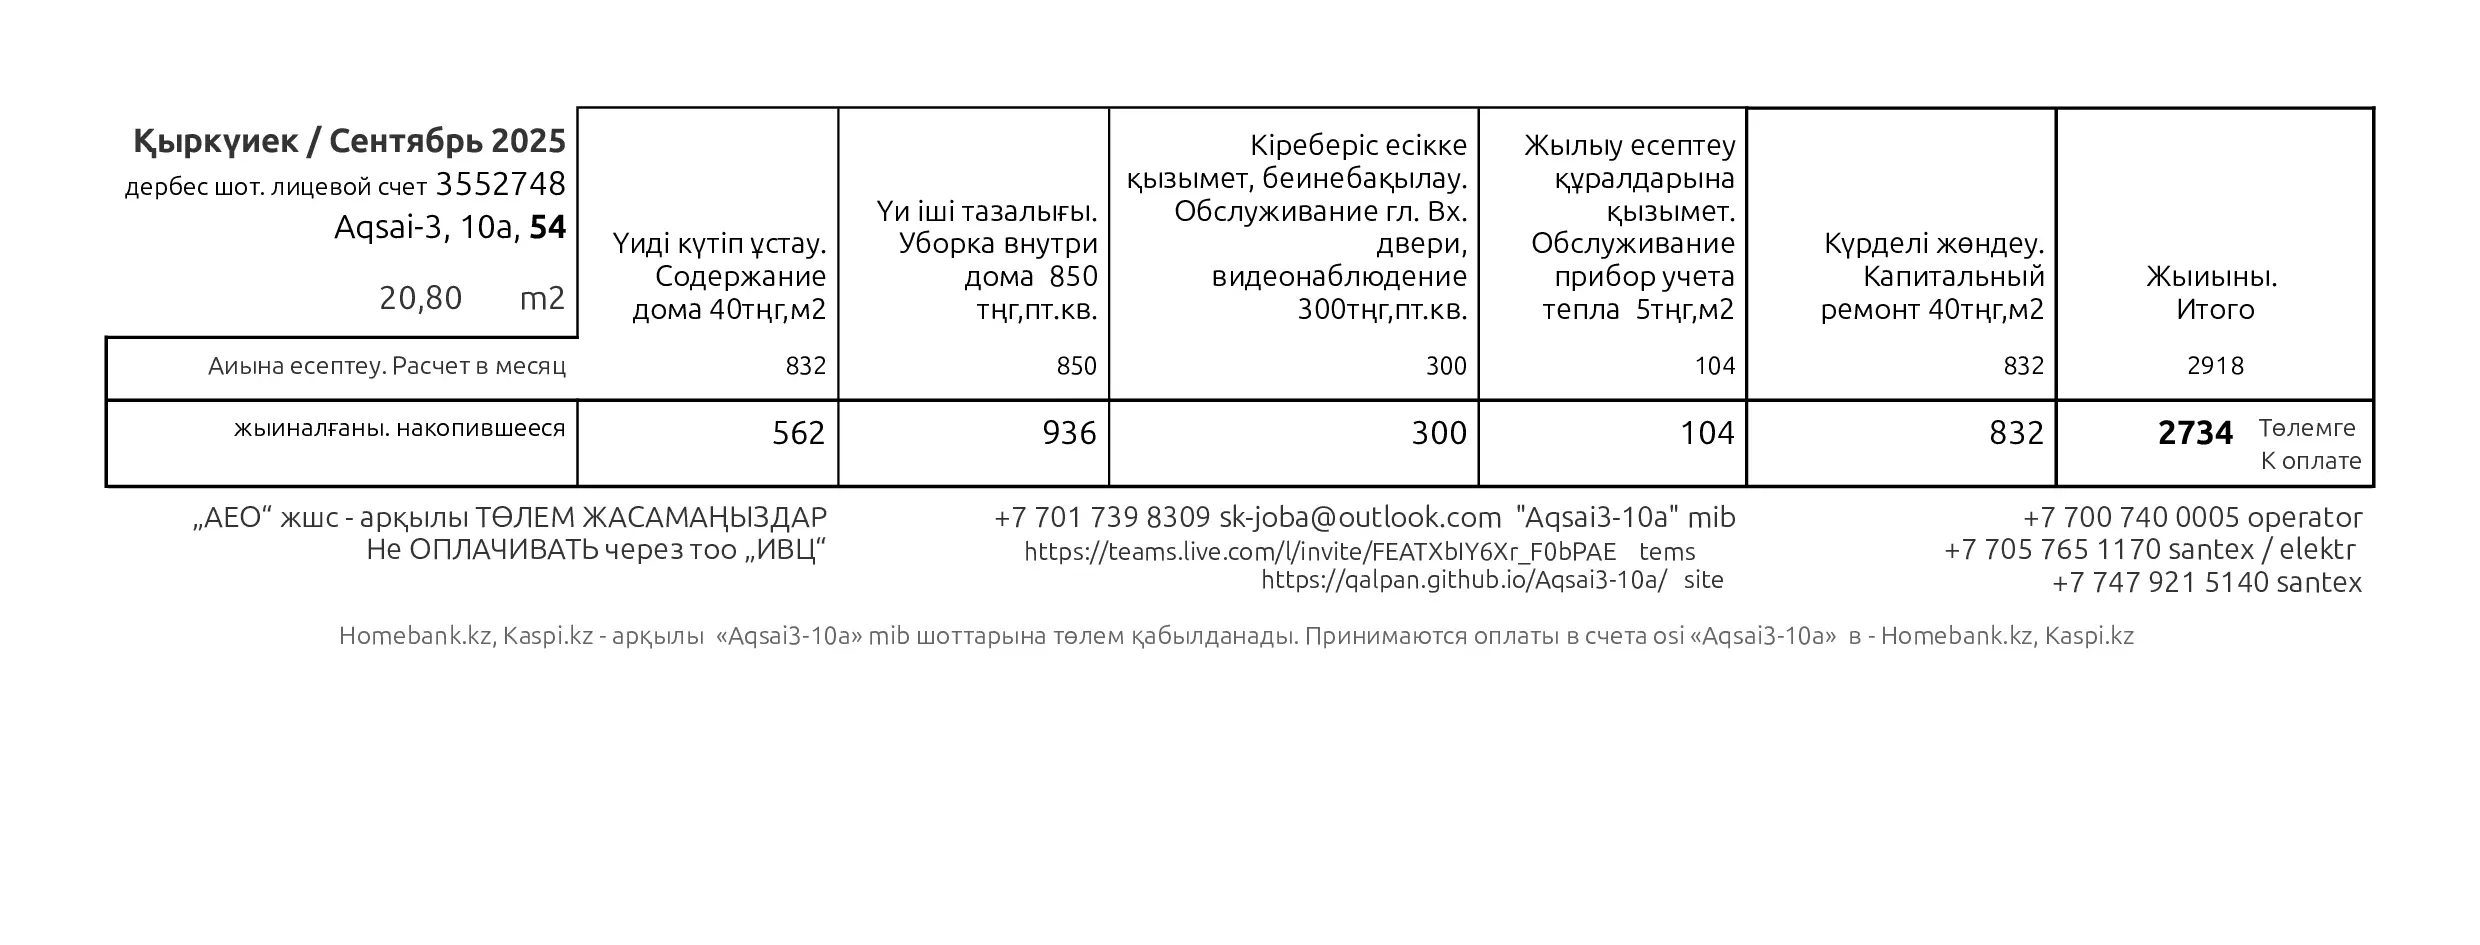 Қыркүиек / Сентябрь 2025
дербес шот. лицевой счет 3552748
Aqsai-3, 10a, 54
20,80 m2
Үиді күтіп ұстау.
Содержание
дома 40тңг,м2
Үи іші тазалығы.
Уборка внутри
дома 850
тңг,пт.кв.
Кіреберіс есікке
қызымет, беинебақылау.
Обслуживание гл. Вх.
двери,
видеонаблюдение
300тңг,пт.кв.
Жылыу есептеу
құралдарына
қызымет.
Обслуживание
прибор учета
тепла 5тңг,м2
Күрделі жөндеу.
Капитальный
ремонт 40тңг,м2
Жыиыны.
Итого
Аиына есептеу. Расчет в месяц 832 850 300 104 832 2918
жыиналғаны. накопившееся 562 936 300 104 832 2734 Төлемге
К оплате
„АЕО“ жшс - арқылы ТӨЛЕМ ЖАСАМАҢЫЗДАР
Не ОПЛАЧИВАТЬ через тоо „ИВЦ“
+7 701 739 8309 sk-joba@outlook.com "Aqsai3-10a" mib
https://teams.live.com/l/invite/FEATXbIY6Xr_F0bPAE tems
https://qalpan.github.io/Aqsai3-10a/ site
+7 700 740 0005 operator
+7 705 765 1170 santex / elektr
+7 747 921 5140 santex
Homebank.kz, Kaspi.kz - арқылы «Aqsai3-10a» mib шоттарына төлем қабылданады. Принимаются оплаты в счета osi «Aqsai3-10a» в - Homebank.kz, Kaspi.kz